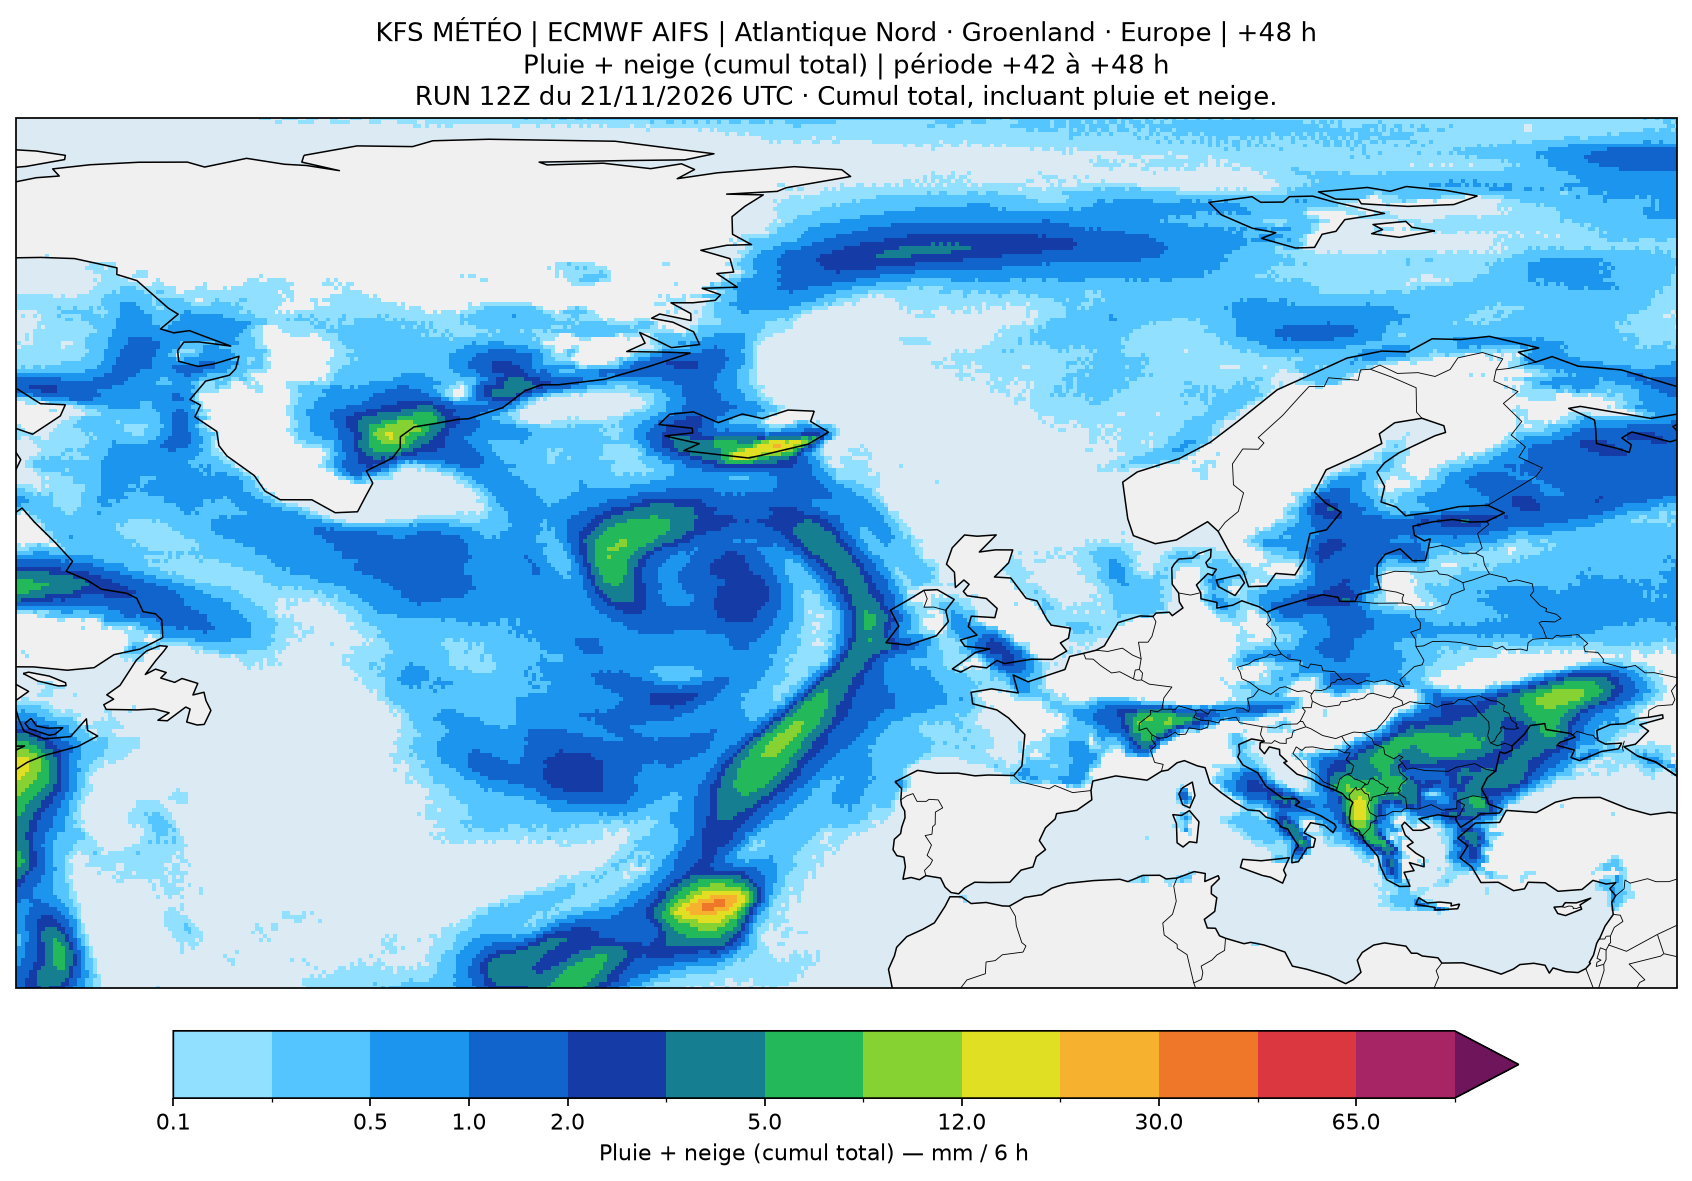 KFS MÉTÉO | ECMWF AIFS | Atlantique Nord · Groenland · Europe | +48 h
Pluie + neige (cumul total) | période +42 à +48 h
RUN 12Z du 21/11/2026 UTC · Cumul total, incluant pluie et neige.
0.1 0.5 1.0 2.0 5.0 12.0 30.0 65.0
Pluie + neige (cumul total) — mm / 6 h